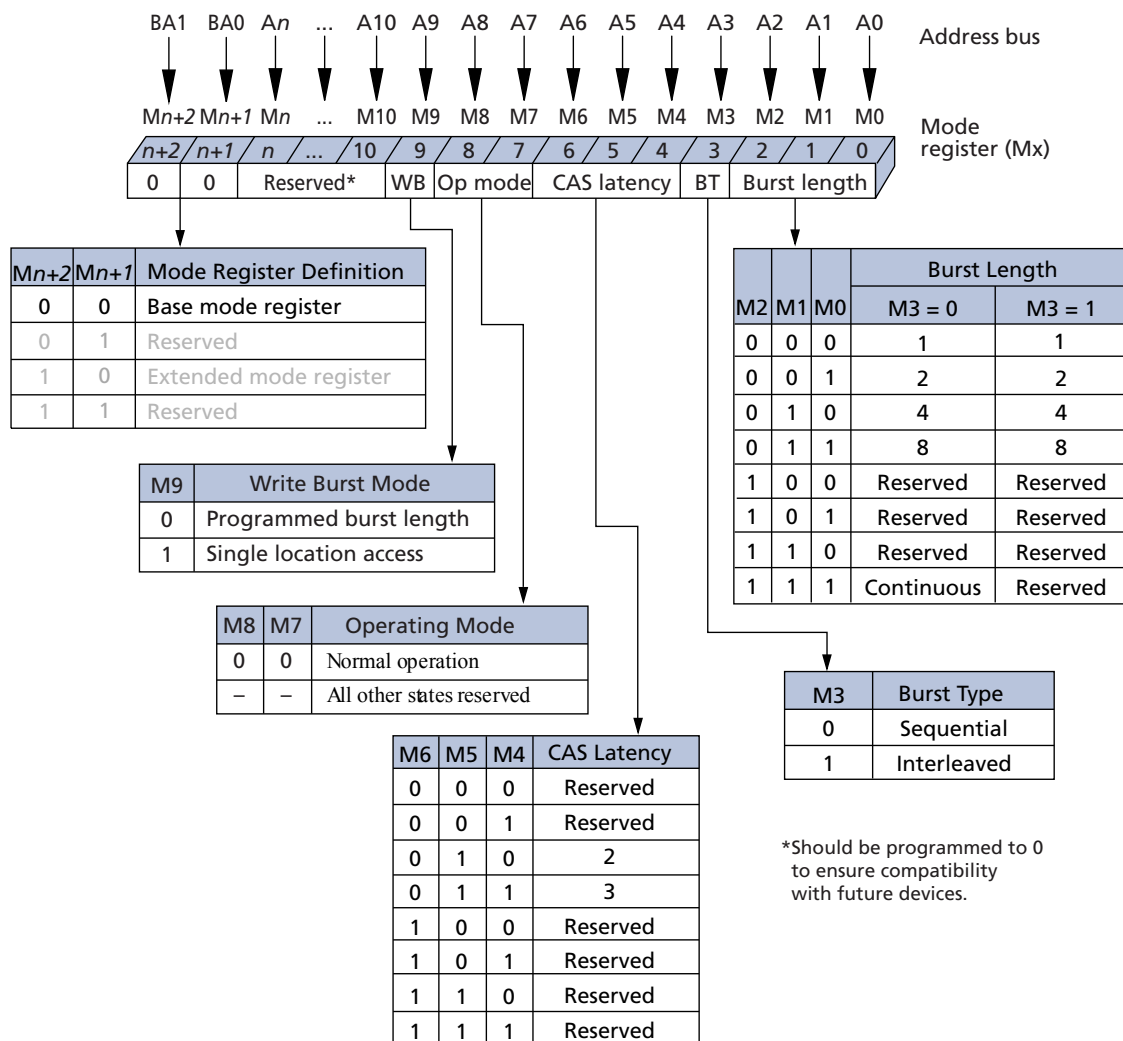 BA1 BA0 An ... A10 A9 A8 A7 A6 A5 A4 A3 A2 A1 A0 Address bus
Mn+2 Mn+1 Mn ... M10 M9 M8 M7 M6 M5 M4 M3 M2 M1 M0
Mode
register (Mx)
n+2 n+1 n ... 10 9 8 7 6 5 4 3 2 1 0
0 0 Reserved* WB Op mode CAS latency BT Burst length
Mn+2 Mn+1 Mode Register Definition
0 0 Base mode register
0 1 Reserved
1 0 Extended mode register
1 1 Reserved
Burst Length
M2 M1 M0 M3 = 0 M3 = 1
0 0 0 1 1
0 0 1 2 2
0 1 0 4 4
0 1 1 8 8
1 0 0 Reserved Reserved
1 0 1 Reserved Reserved
1 1 0 Reserved Reserved
1 1 1 Continuous Reserved
M9 Write Burst Mode
0 Programmed burst length
1 Single location access
M8 M7 Operating Mode
0 0 Normal operation
– – All other states reserved
M3 Burst Type
0 Sequential
1 Interleaved
M6 M5 M4 CAS Latency
0 0 0 Reserved
0 0 1 Reserved
0 1 0 2
0 1 1 3
1 0 0 Reserved
1 0 1 Reserved
1 1 0 Reserved
1 1 1 Reserved
*Should be programmed to 0
to ensure compatibility
with future devices.